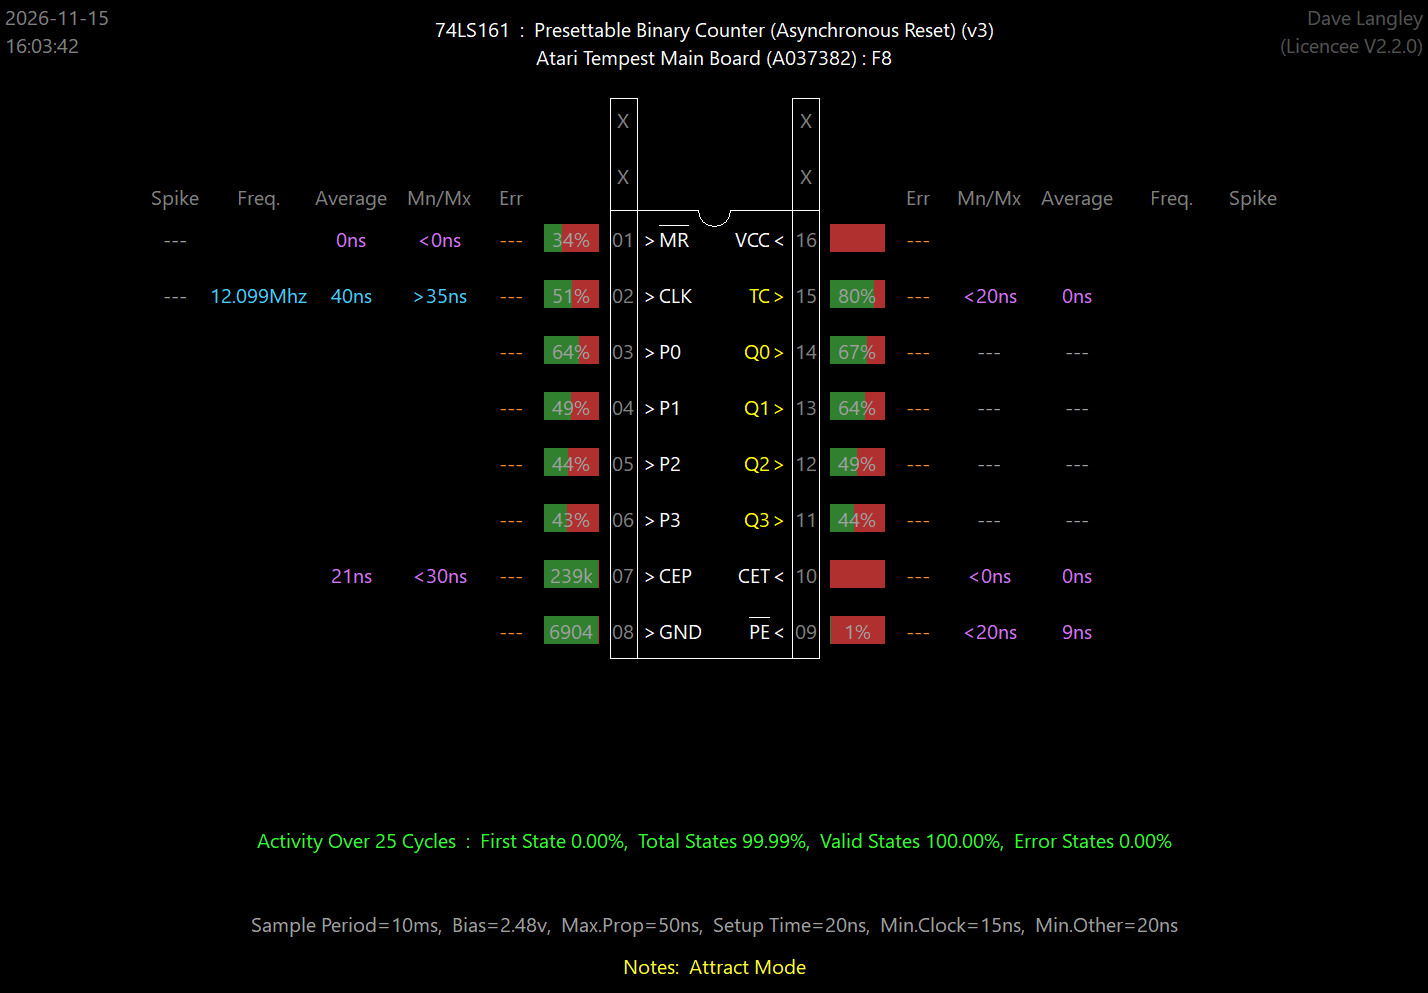 2026-11-15
16:03:42
74LS161 : Presettable Binary Counter (Asynchronous Reset) (v3)
Atari Tempest Main Board (A037382) : F8
Dave Langley
(Licencee V2.2.0)
X X
X X
Spike Freq. Average Mn/Mx Err Err Mn/Mx Average Freq. Spike
--- 0ns <0ns --- 34% 01 > MR VCC < 16 ---
--- 12.099Mhz 40ns >35ns --- 51% 02 > CLK TC > 15 80% --- <20ns 0ns
--- 64% 03 > P0 Q0 > 14 67% --- --- ---
--- 49% 04 > P1 Q1 > 13 64% --- --- ---
--- 44% 05 > P2 Q2 > 12 49% --- --- ---
--- 43% 06 > P3 Q3 > 11 44% --- --- ---
21ns <30ns --- 239k 07 > CEP CET < 10 --- <0ns 0ns
--- 6904 08 > GND PE < 09 1% --- <20ns 9ns
Activity Over 25 Cycles : First State 0.00%, Total States 99.99%, Valid States 100.00%, Error States 0.00%
Sample Period=10ms, Bias=2.48v, Max.Prop=50ns, Setup Time=20ns, Min.Clock=15ns, Min.Other=20ns
Notes: Attract Mode